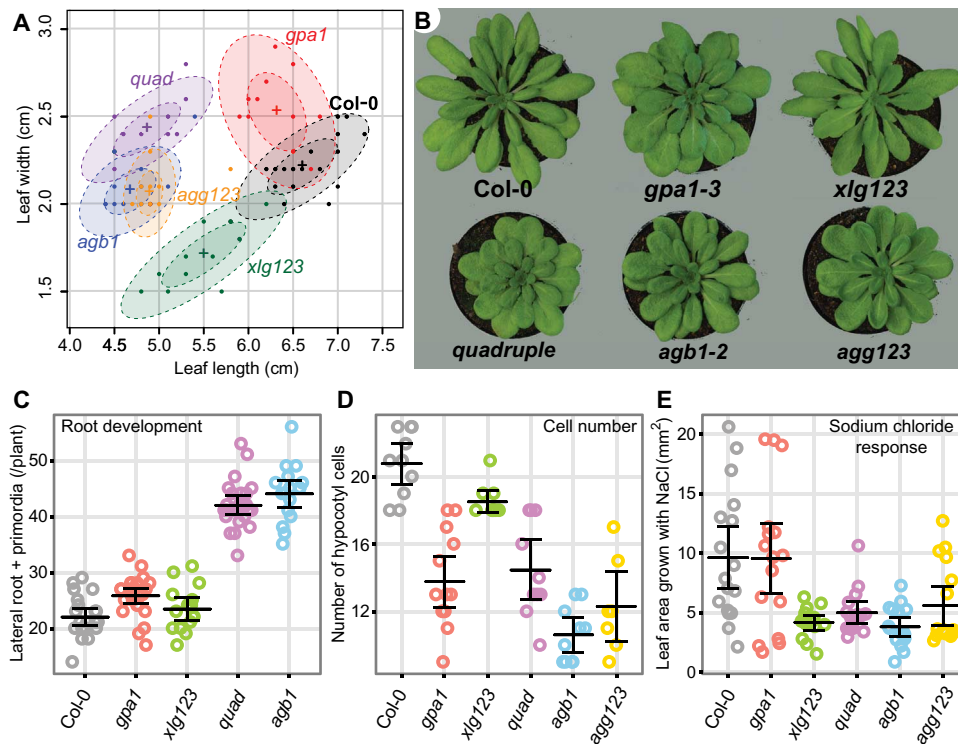 A
3.0
2.5
2.0
1.5
Leaf width (cm)
quad
gpa1
Col-0
agg123
agb1
xlg123
4.0 4.5 5.0 5.5 6.0 6.5 7.0 7.5
Leaf length (cm)
B
Col-0 gpa1-3 xlg123
quadruple agb1-2 agg123
C
Root development
Lateral root + primordia (/plant)
50
40
30
20
Col-0 gpa1 xlg123 quad agb1
D
Cell number
Number of hypocotyl cells
20
16
12
Col-0 gpa1 xlg123 quad agb1 agg123
E
Sodium chloride
response
Leaf area grown with NaCl (mm²)
20
15
10
5
0
Col-0 gpa1 xlg123 quad agb1 agg123